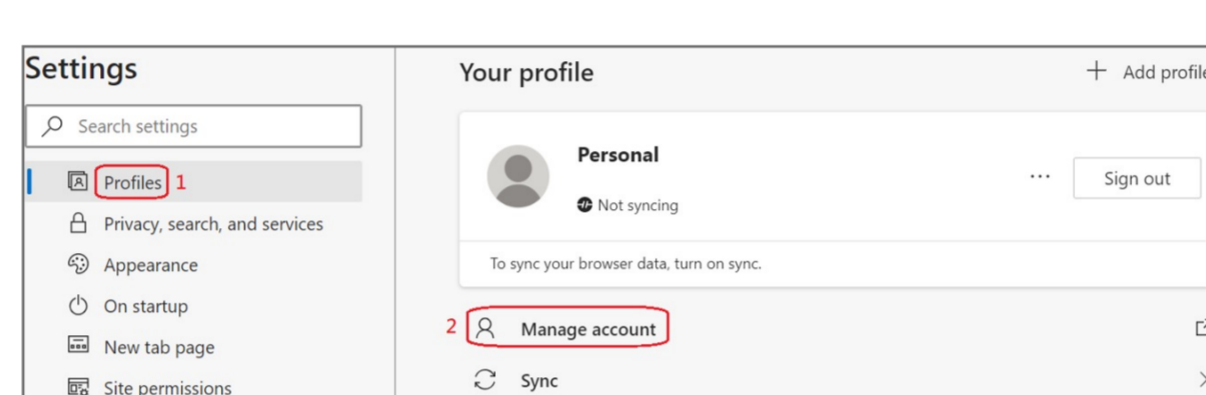 Settings
Search settings
Profiles 1
Privacy, search, and services
Appearance
On startup
New tab page
Site permissions
Your profile
+ Add profile
Personal
Not syncing
... Sign out
To sync your browser data, turn on sync.
2 Manage account
Sync